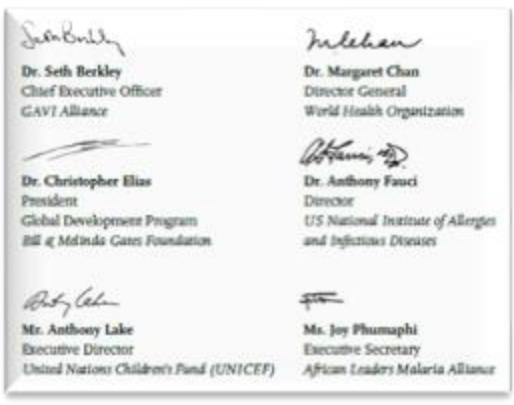 Dr. Seth Berkley
Chief Executive Officer
GAVI Alliance
Dr. Margaret Chan
Director General
World Health Organization
Dr. Christopher Elias
President
Global Development Program
Bill & Melinda Gates Foundation
Dr. Anthony Fauci
Director
US National Institute of Allergies
and Infectious Diseases
Mr. Anthony Lake
Executive Director
United Nations Children's Fund (UNICEF)
Ms. Joy Phumaphi
Executive Secretary
African Leaders Malaria Alliance